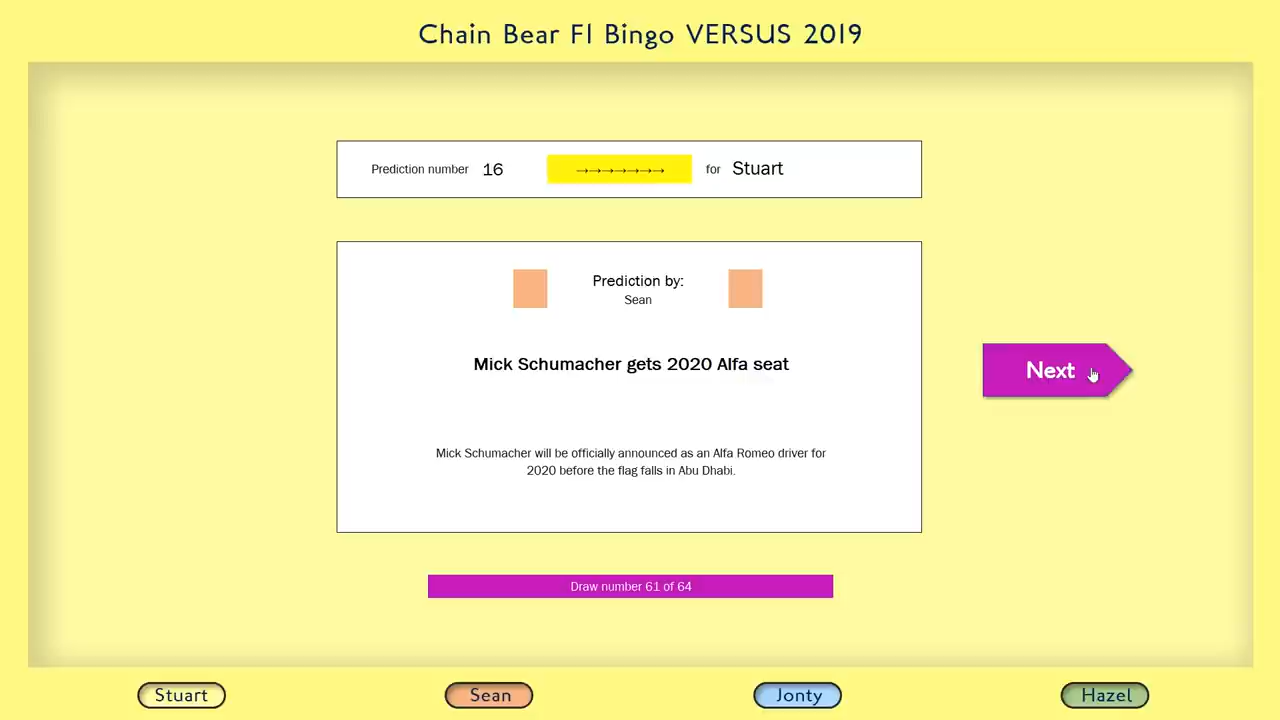 Chain Bear F1 Bingo VERSUS 2019
Prediction number 16 →→→→→→→ for Stuart
Prediction by:
Sean
Mick Schumacher gets 2020 Alfa seat
Mick Schumacher will be officially announced as an Alfa Romeo driver for
2020 before the flag falls in Abu Dhabi.
Next
Draw number 61 of 64
Stuart Sean Jonty Hazel